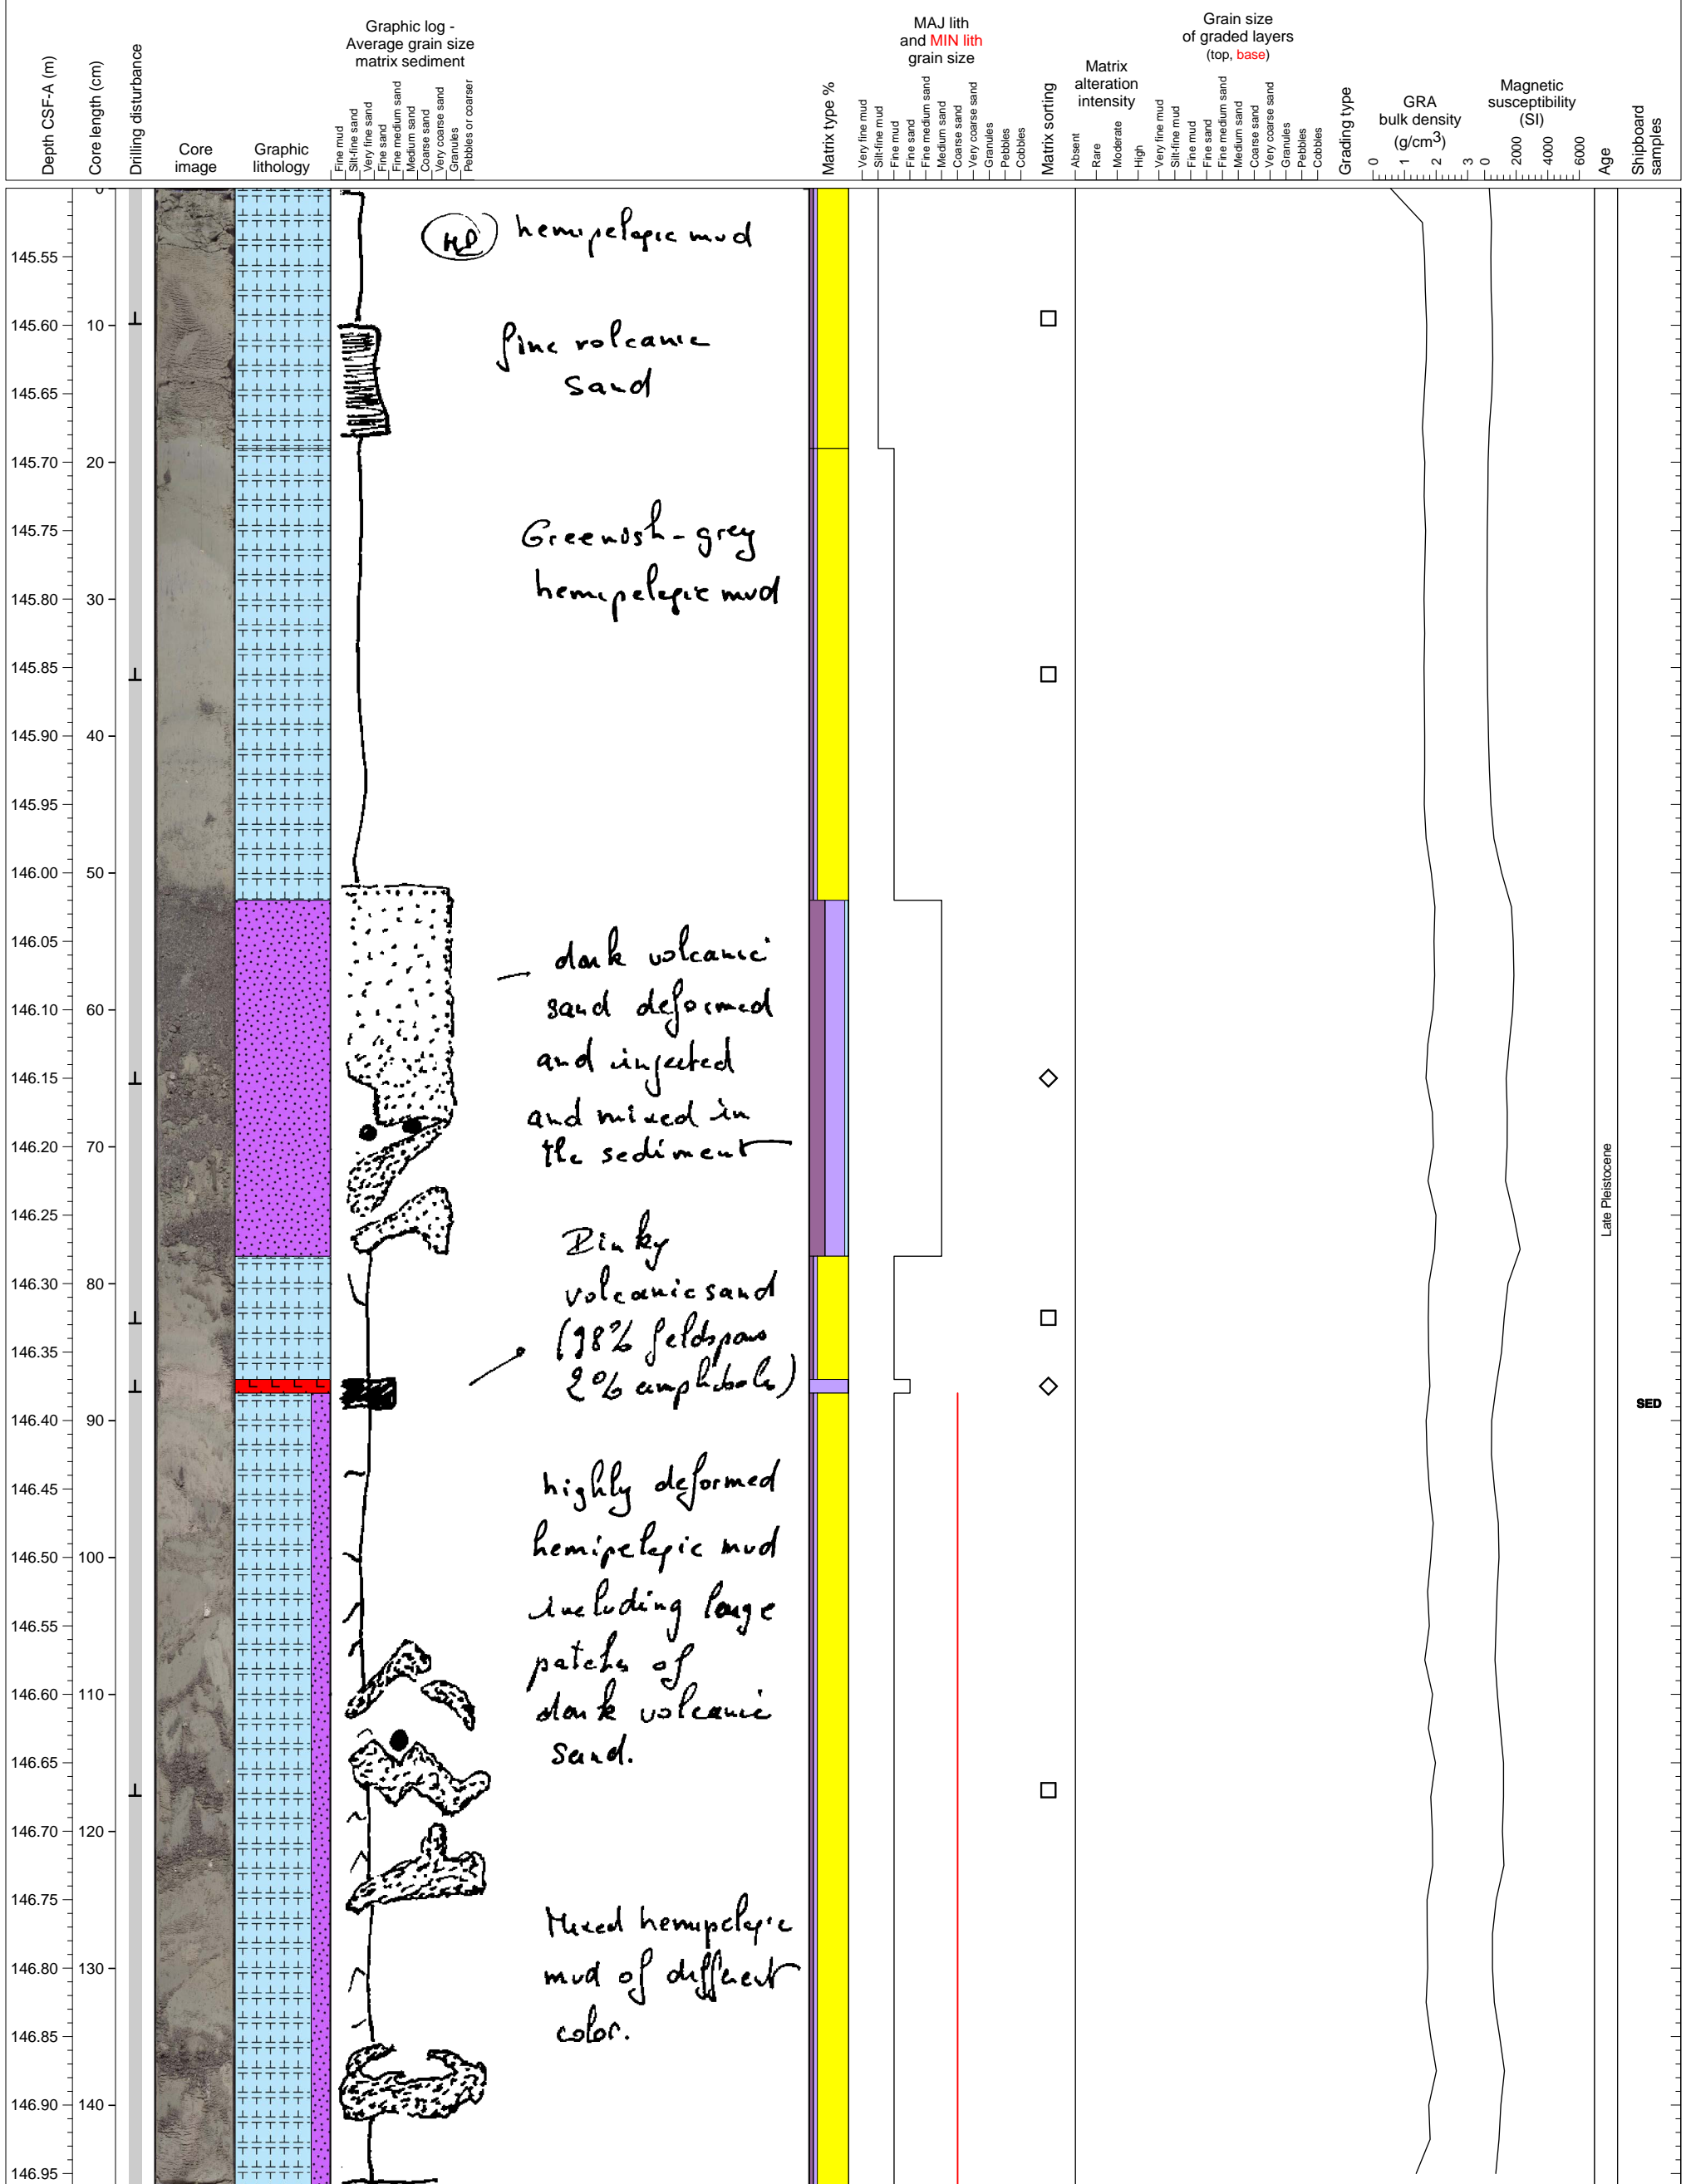 Depth CSF-A (m)
Core length (cm)
Drilling disturbance
Core
image
Graphic
lithology
Graphic log -
Average grain size
matrix sediment
Fine mud
Silt-fine sand
Very fine sand
Fine sand
Fine medium sand
Medium sand
Coarse sand
Very coarse sand
Granules
Pebbles or coarser
Matrix type %
MAJ lith
and MIN lith
grain size
Very fine mud
Silt-fine mud
Fine mud
Fine sand
Fine medium sand
Medium sand
Coarse sand
Very coarse sand
Granules
Pebbles
Cobbles
Matrix sorting
Matrix
alteration
intensity
Absent
Rare
Moderate
High
Grain size
of graded layers
(top, base)
Very fine mud
Silt-fine mud
Fine mud
Fine sand
Fine medium sand
Medium sand
Coarse sand
Very coarse sand
Granules
Pebbles
Cobbles
Grading type
GRA
bulk density
(g/cm3)
0 1 2 3
Magnetic
susceptibility
(SI)
0 2000 4000 6000
Age
Shipboard
samples
0
145.55
145.60 10
145.65
145.70 20
145.75
145.80 30
145.85
145.90 40
145.95
146.00 50
146.05
146.10 60
146.15
146.20 70
146.25
146.30 80
146.35
146.40 90
146.45
146.50 100
146.55
146.60 110
146.65
146.70 120
146.75
146.80 130
146.85
146.90 140
146.95
hemipelagic mud
fine volcanic
sand
Greenish-grey
hemipelagic mud
dark volcanic
sand deformed
and injected
and mixed in
the sediment
Pinky
volcanic sand
(98% feldspars
2% amphibole)
highly deformed
hemipelagic mud
including large
patches of
dark volcanic
sand.
Mixed hemipelagic
mud of different
color.
Late Pleistocene
SED